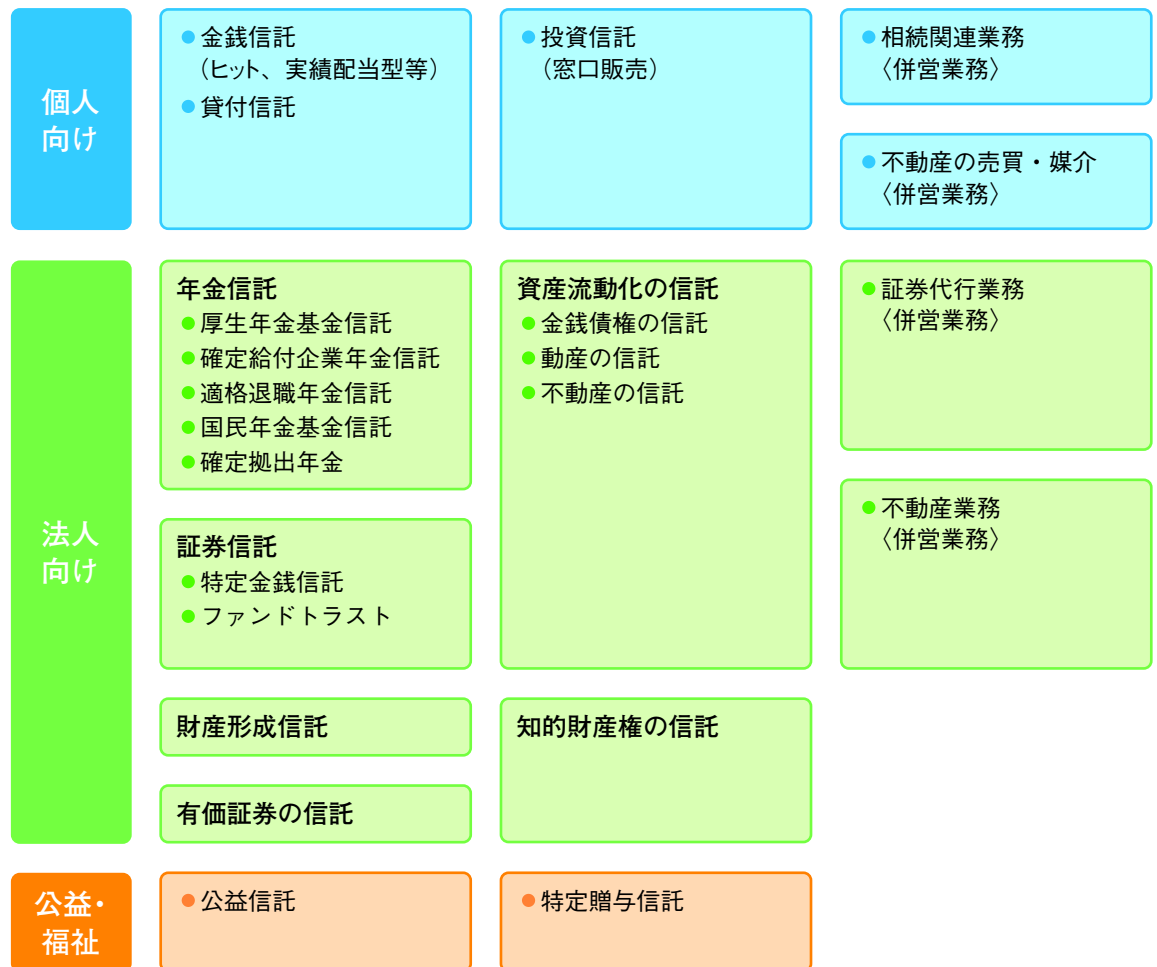 個人
向け
●金銭信託
（ヒット、実績配当型等）
●貸付信託
●投資信託
（窓口販売）
●相続関連業務
〈併営業務〉
●不動産の売買・媒介
〈併営業務〉
法人
向け
年金信託
●厚生年金基金信託
●確定給付企業年金信託
●適格退職年金信託
●国民年金基金信託
●確定拠出年金
証券信託
●特定金銭信託
●ファンドトラスト
財産形成信託
有価証券の信託
資産流動化の信託
●金銭債権の信託
●動産の信託
●不動産の信託
知的財産権の信託
●証券代行業務
〈併営業務〉
●不動産業務
〈併営業務〉
公益・
福祉
●公益信託
●特定贈与信託